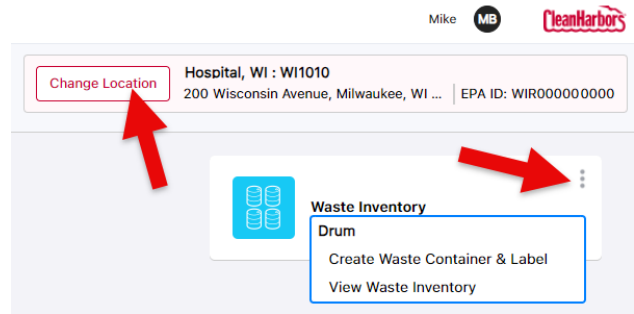 Mike MB CleanHarbors
Change Location
Hospital, WI : WI1010
200 Wisconsin Avenue, Milwaukee, WI ... EPA ID: WIR000000000
Waste Inventory
Drum
Create Waste Container & Label
View Waste Inventory